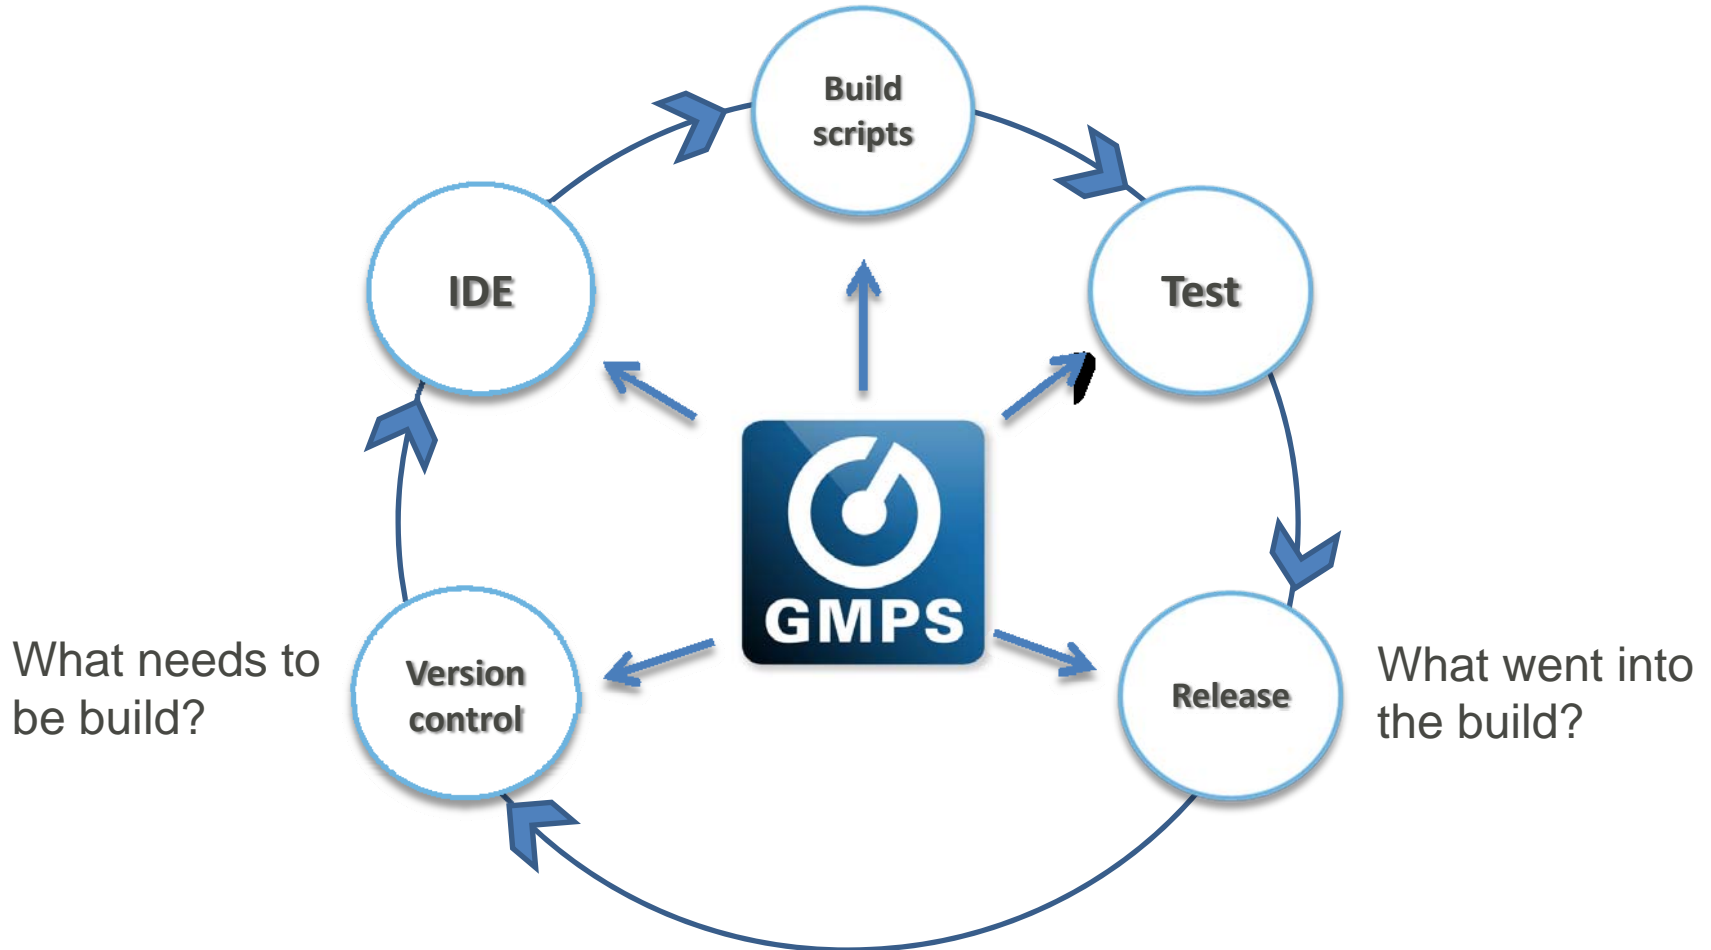 Build
scripts
IDE
Test
GMPS
What needs to
be build?
Version
control
Release
What went into
the build?